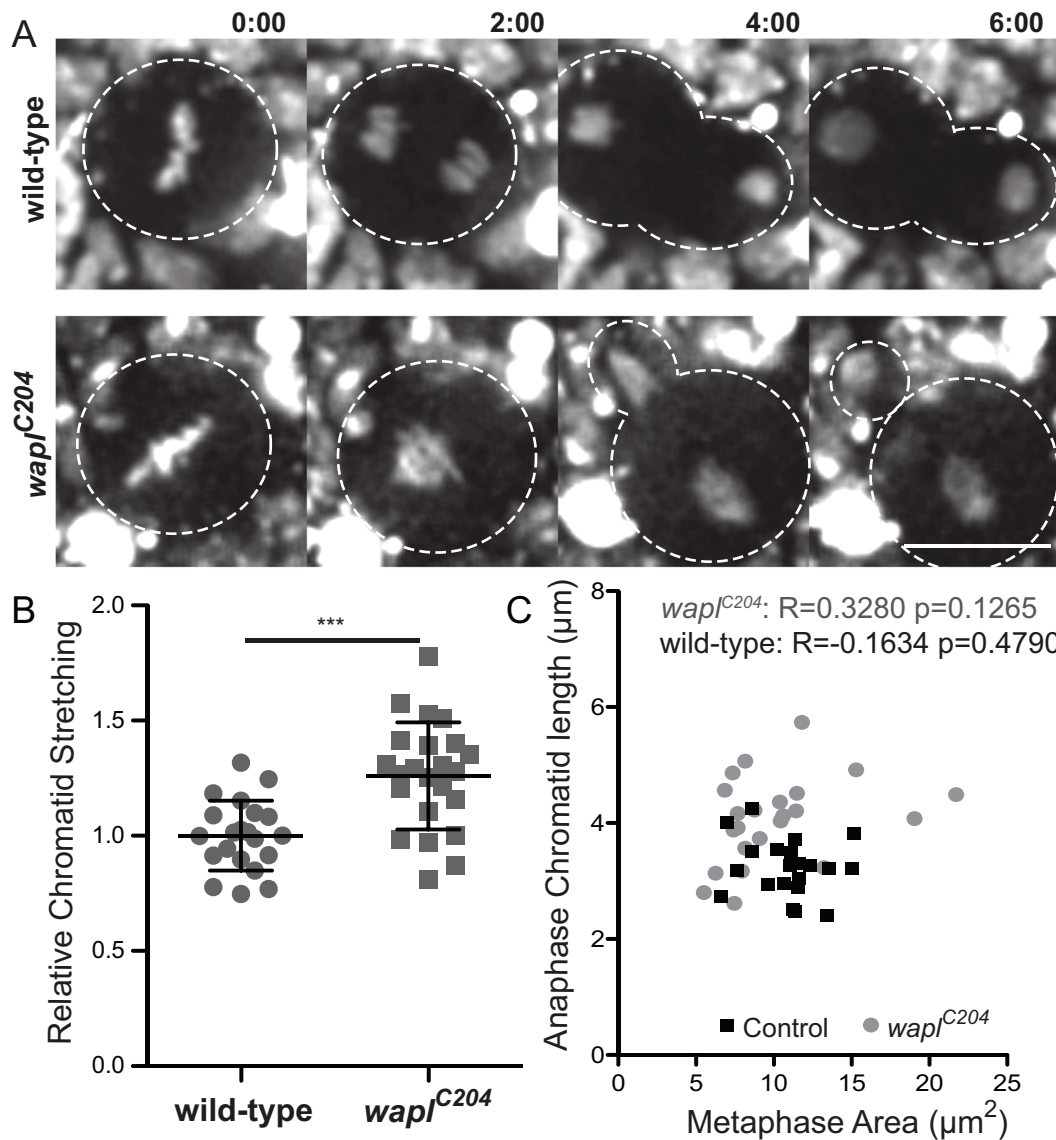 A
0:00 2:00 4:00 6:00
wild-type
waplC204
B
Relative Chromatid Stretching
2.0
1.5
1.0
0.5
0.0
***
wild-type waplC204
C
Anaphase Chromatid length (µm)
8
6
4
2
0
waplC204: R=0.3280 p=0.1265
wild-type: R=-0.1634 p=0.4790
Control waplC204
0 5 10 15 20 25
Metaphase Area (µm2)